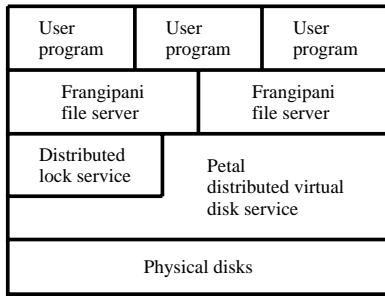 User
program
User
program
User
program
Frangipani
file server
Frangipani
file server
Distributed
lock service
Petal
distributed virtual
disk service
Physical disks